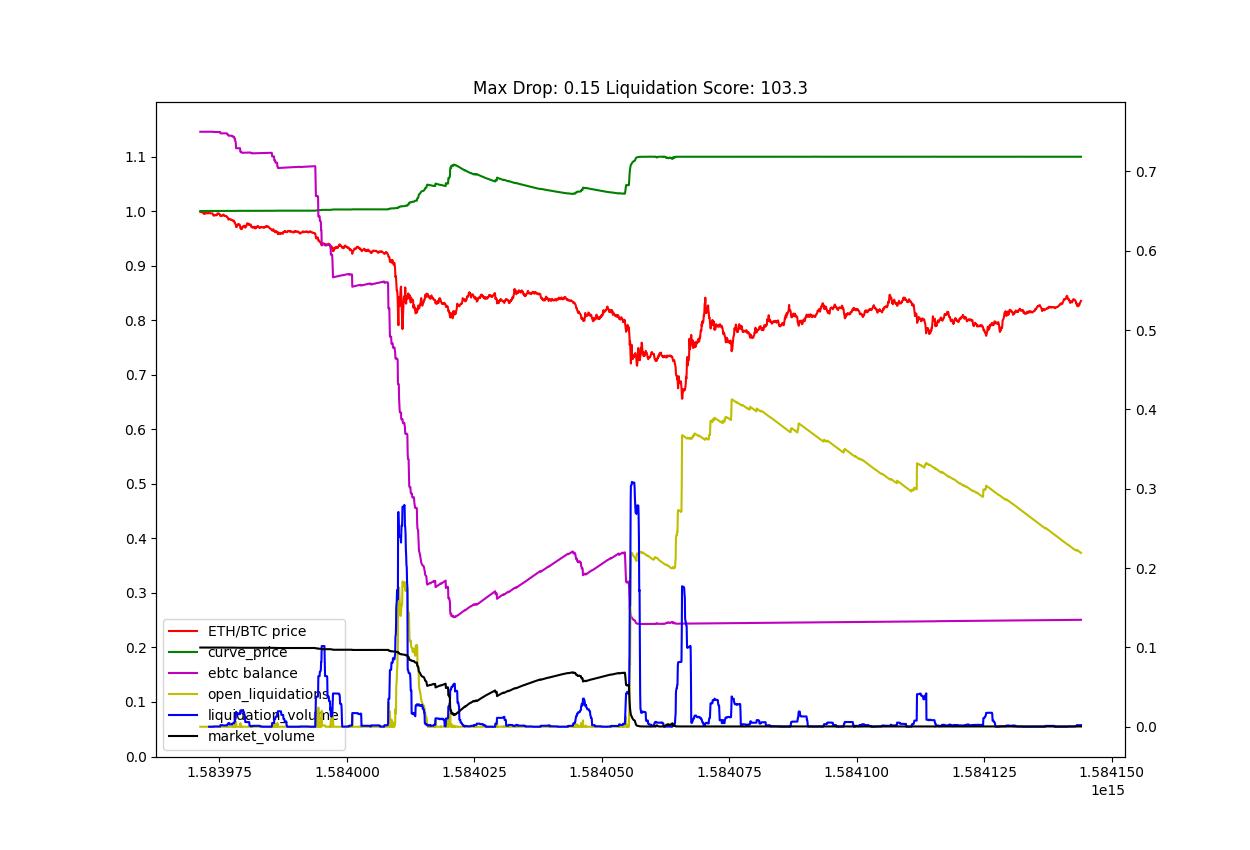 Max Drop: 0.15 Liquidation Score: 103.3
1.1
1.0
0.9
0.8
0.7
0.6
0.5
0.4
0.3
0.2
0.1
0.0
0.7
0.6
0.5
0.4
0.3
0.2
0.1
0.0
ETH/BTC price
curve_price
ebtc balance
open_liquidations
liquidation_volume
market_volume
1.583975 1.584000 1.584025 1.584050 1.584075 1.584100 1.584125 1.584150
1e15